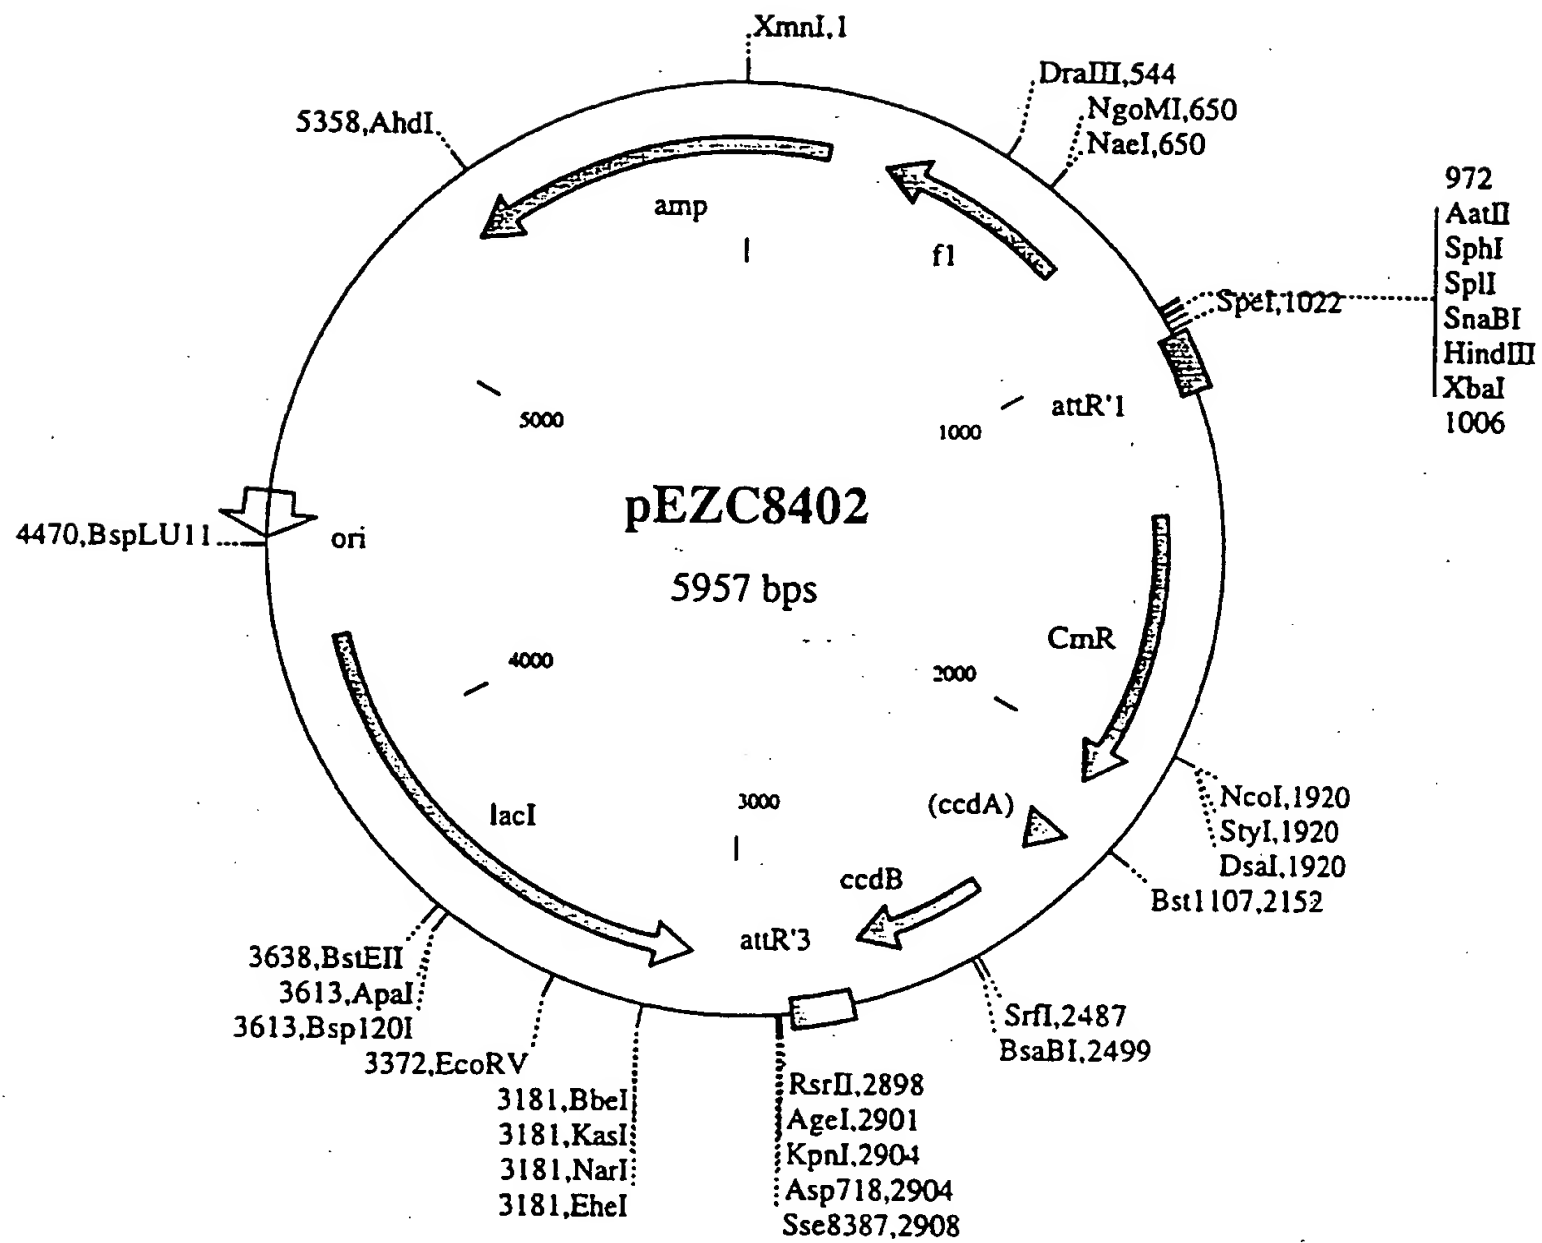 XmnI,1
DraIII,544
NgoMI,650
NaeI,650
5358,AhdI
972
AatII
SphI
SplI
SnaBI
HindIII
XbaI
1006
SpeI,1022
amp
f1
attR'1
5000
1000
pEZC8402
5957 bps
4470,BspLU11
ori
CmR
4000
2000
3000
(ccdA)
lacI
ccdB
attR'3
NcoI,1920
StyI,1920
DsaI,1920
Bst1107,2152
3638,BstEII
3613,ApaI
3613,Bsp120I
3372,EcoRV
SrfI,2487
BsaBI,2499
3181,BbeI
3181,KasI
3181,NarI
3181,EheI
RsrII,2898
AgeI,2901
KpnI,2904
Asp718,2904
Sse8387,2908